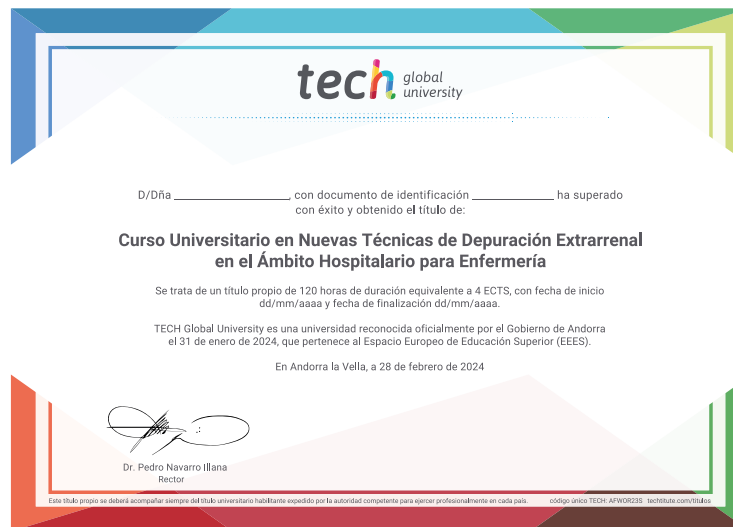 tech global university
D/Dña ____________________, con documento de identificación ______________ ha superado
con éxito y obtenido el título de:
Curso Universitario en Nuevas Técnicas de Depuración Extrarrenal
en el Ámbito Hospitalario para Enfermería
Se trata de un título propio de 120 horas de duración equivalente a 4 ECTS, con fecha de inicio
dd/mm/aaaa y fecha de finalización dd/mm/aaaa.
TECH Global University es una universidad reconocida oficialmente por el Gobierno de Andorra
el 31 de enero de 2024, que pertenece al Espacio Europeo de Educación Superior (EEES).
En Andorra la Vella, a 28 de febrero de 2024
Dr. Pedro Navarro Illana
Rector
Este título propio se deberá acompañar siempre del título universitario habilitante expedido por la autoridad competente para ejercer profesionalmente en cada país. código único TECH: AFWOR23S techtitute.com/titulos